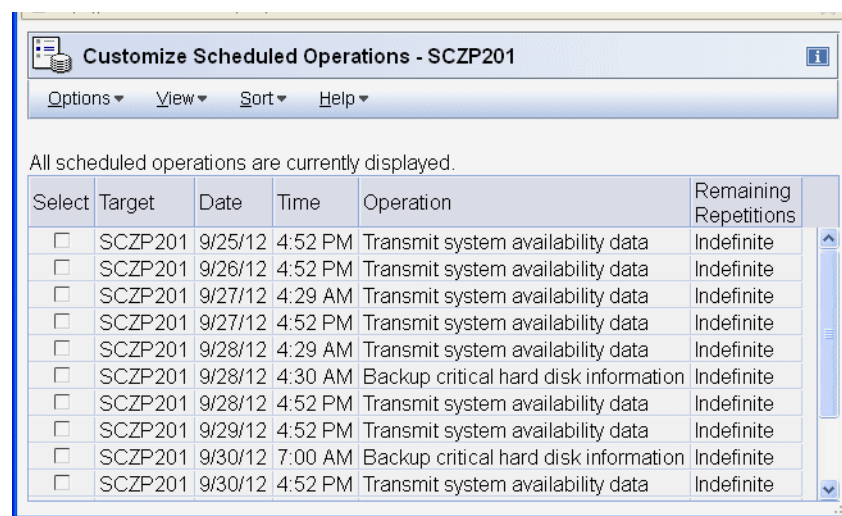 Customize Scheduled Operations - SCZP201
Options View Sort Help
All scheduled operations are currently displayed.
Select Target Date Time Operation Remaining Repetitions
SCZP201 9/25/12 4:52 PM Transmit system availability data Indefinite
SCZP201 9/26/12 4:52 PM Transmit system availability data Indefinite
SCZP201 9/27/12 4:29 AM Transmit system availability data Indefinite
SCZP201 9/27/12 4:52 PM Transmit system availability data Indefinite
SCZP201 9/28/12 4:29 AM Transmit system availability data Indefinite
SCZP201 9/28/12 4:30 AM Backup critical hard disk information Indefinite
SCZP201 9/28/12 4:52 PM Transmit system availability data Indefinite
SCZP201 9/29/12 4:52 PM Transmit system availability data Indefinite
SCZP201 9/30/12 7:00 AM Backup critical hard disk information Indefinite
SCZP201 9/30/12 4:52 PM Transmit system availability data Indefinite